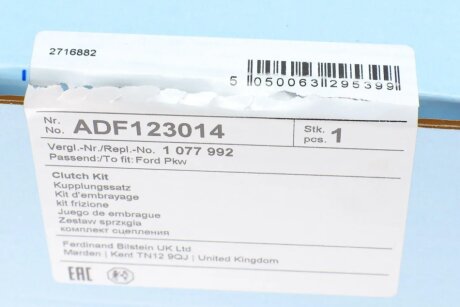 2716882
5 050063 295399
Nr.
No. ADF123014
Stk.
pcs. 1
Vergl.-Nr./Repl.-No. 1 077 992
Passend:/To fit: Ford Pkw
Clutch Kit
Kupplungssatz
Kit d'embrayage
kit frizione
Juego de embrague
Zestaw sprzkgia
комплект сцепления
Ferdinand Bilstein UK Ltd
Marden | Kent TN12 9QJ | United Kingdom
EAC